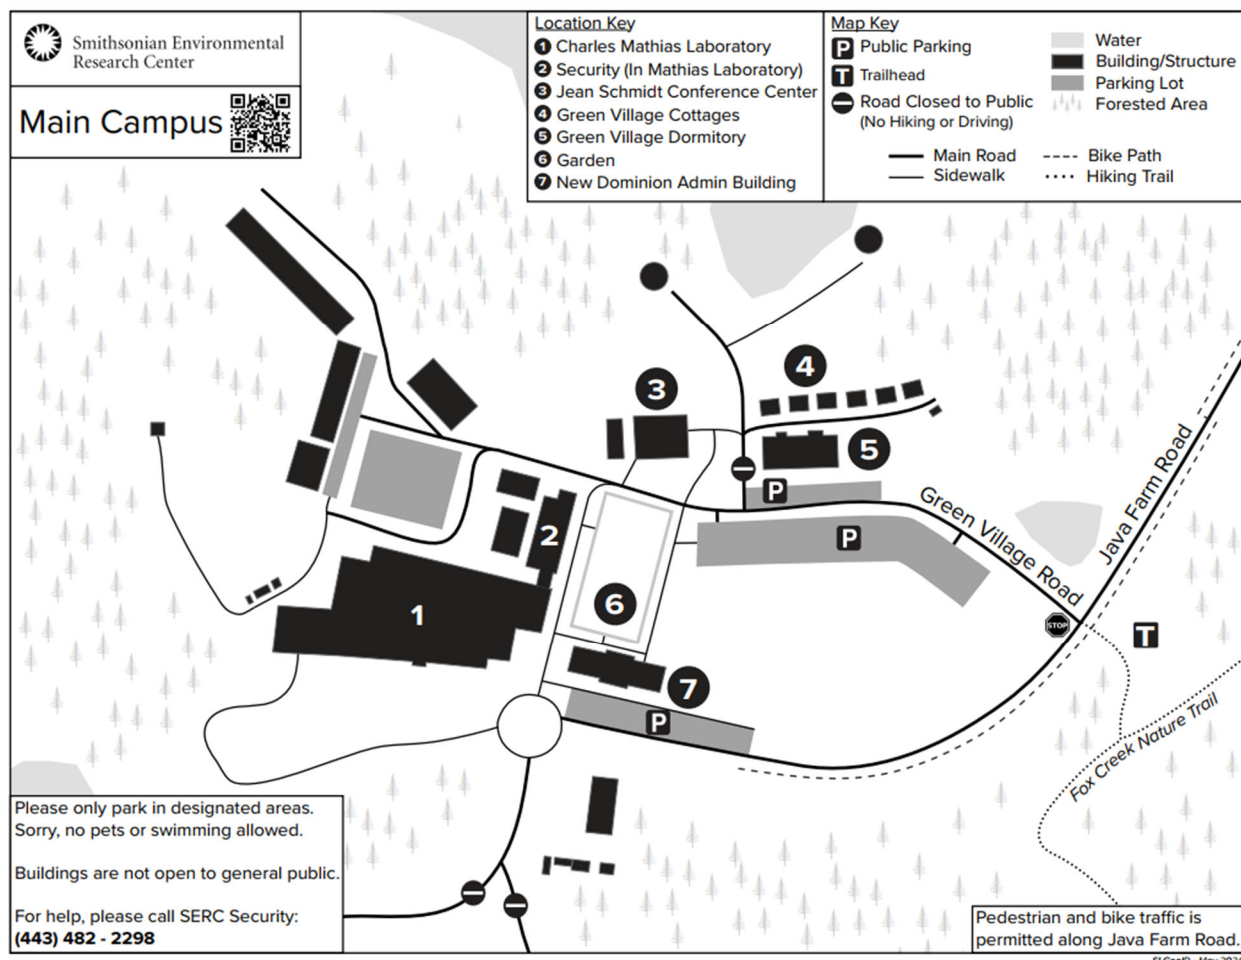 Smithsonian Environmental
Research Center
Main Campus
Location Key
1 Charles Mathias Laboratory
2 Security (In Mathias Laboratory)
3 Jean Schmidt Conference Center
4 Green Village Cottages
5 Green Village Dormitory
6 Garden
7 New Dominion Admin Building
Map Key
P Public Parking
T Trailhead
Road Closed to Public
(No Hiking or Driving)
Water
Building/Structure
Parking Lot
Forested Area
Main Road
Sidewalk
Bike Path
Hiking Trail
4
3
5
P
Green Village Road
Java Farm Road
2
P
6
1
STOP
T
7
P
Fox Creek Nature Trail
Please only park in designated areas.
Sorry, no pets or swimming allowed.
Buildings are not open to general public.
For help, please call SERC Security:
(443) 482 - 2298
Pedestrian and bike traffic is
permitted along Java Farm Road.